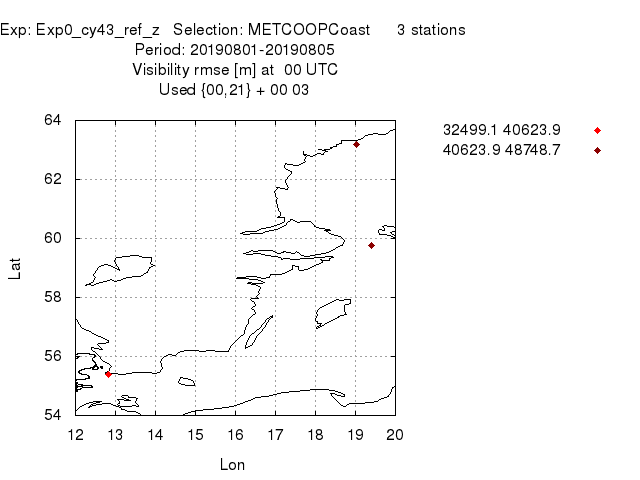 Exp: Exp0_cy43_ref_z Selection: METCOOPCoast 3 stations
Period: 20190801-20190805
Visibility rmse [m] at 00 UTC
Used {00,21} + 00 03
32499.1 40623.9
40623.9 48748.7
64
62
60
58
56
54
Lat
12 13 14 15 16 17 18 19 20
Lon